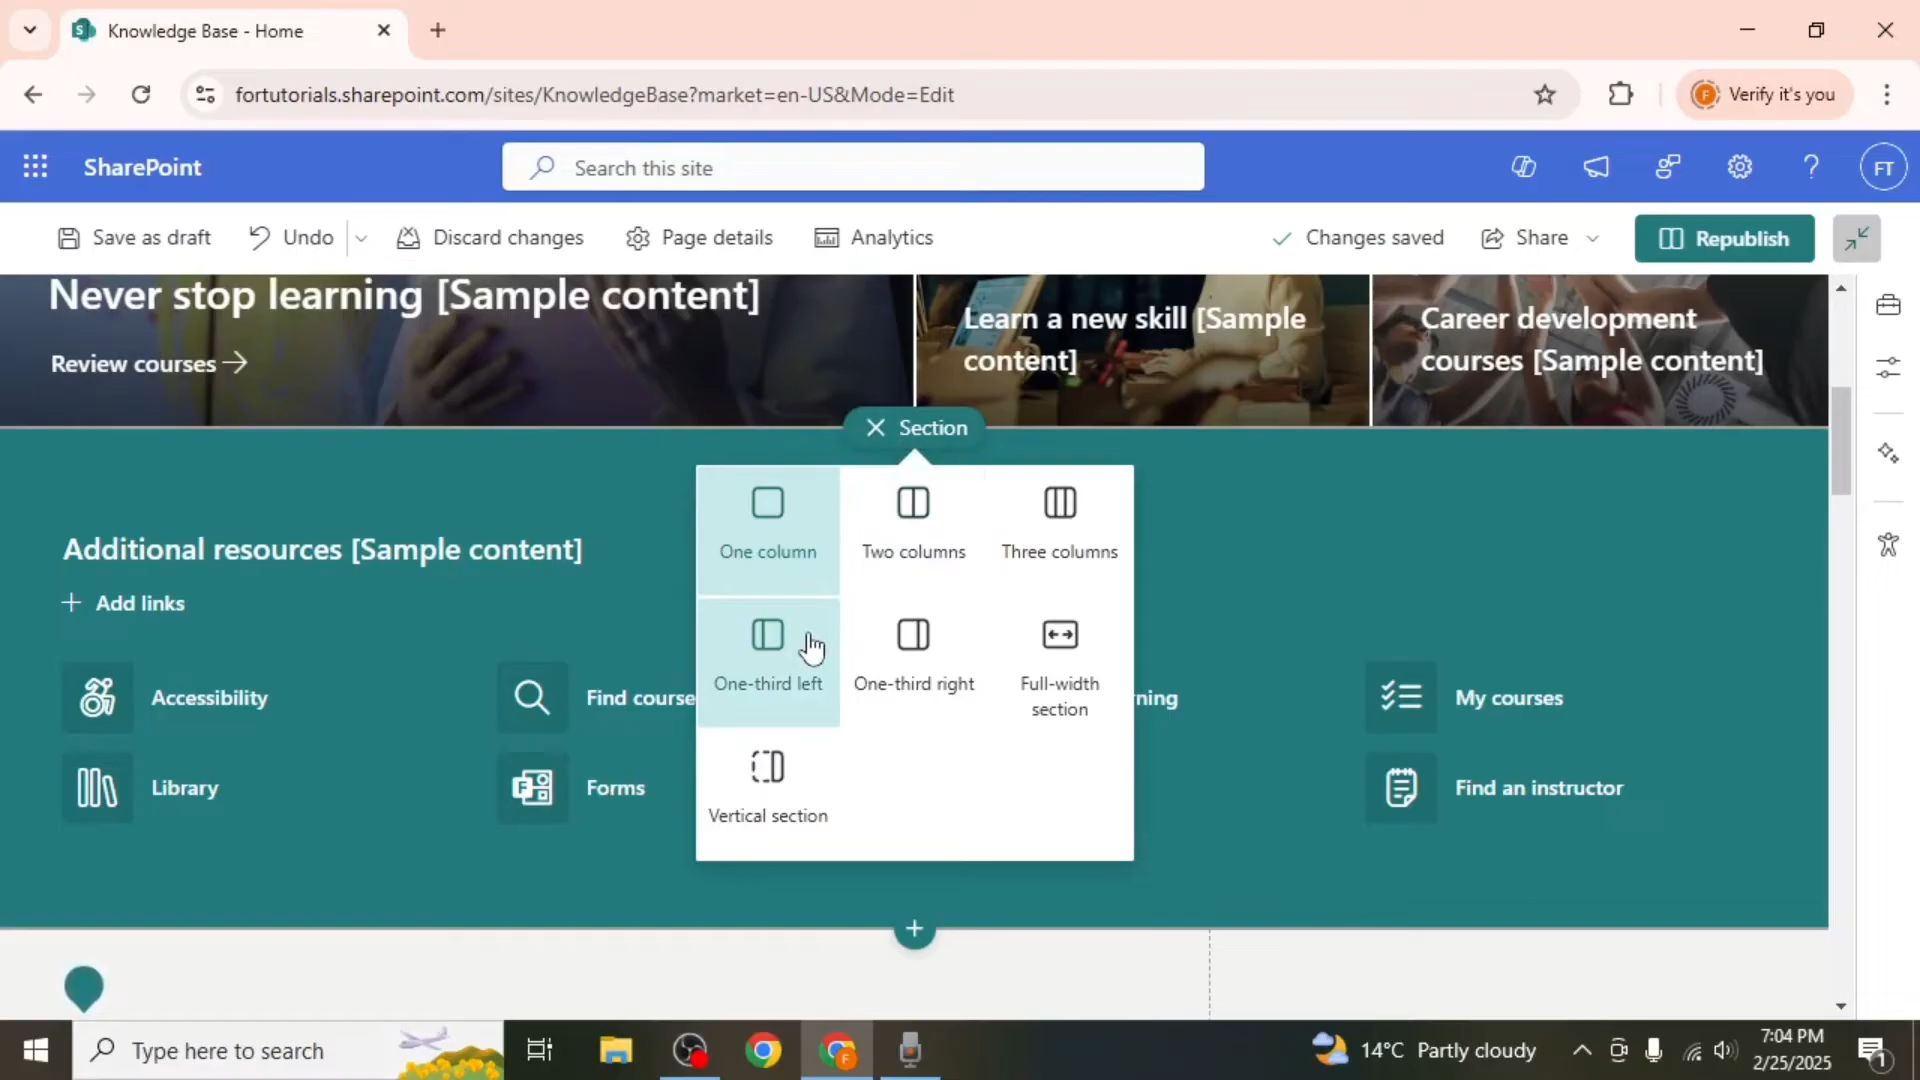 Knowledge Base - Home
fortutorials.sharepoint.com/sites/KnowledgeBase?market=en-US&Mode=Edit
Verify it's you
SharePoint
Search this site
FT
Save as draft
Undo
Discard changes
Page details
Analytics
Changes saved
Share
Republish
Never stop learning [Sample content]
Review courses
Learn a new skill [Sample
content]
Career development
courses [Sample content]
Section
One column
Two columns
Three columns
One-third left
One-third right
Full-width
section
Vertical section
Additional resources [Sample content]
Add links
Accessibility
Find course
ning
My courses
Library
Forms
Find an instructor
Type here to search
14°C Partly cloudy
7:04 PM
2/25/2025
1